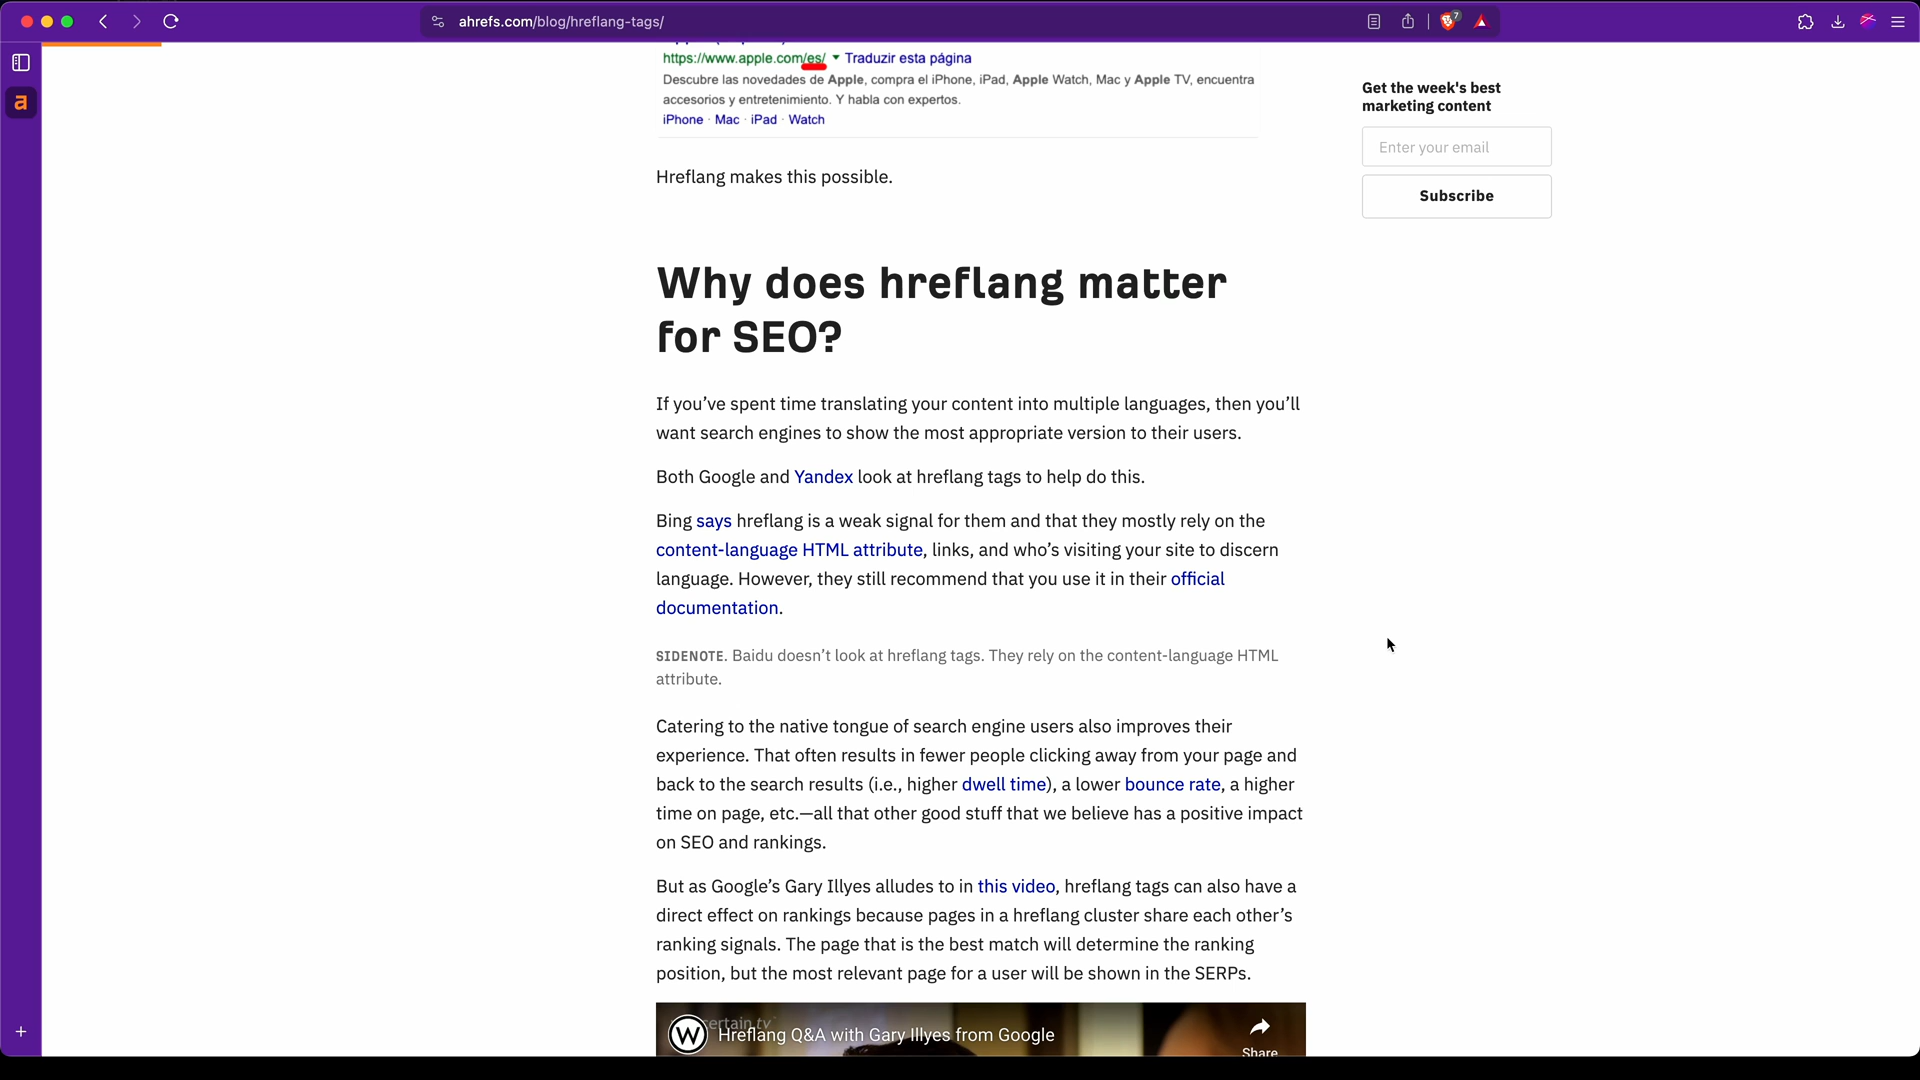 ahrefs.com/blog/hreflang-tags/
7
a
https://www.apple.com/es/ Traduzir esta página
Descubre las novedades de Apple, compra el iPhone, iPad, Apple Watch, Mac y Apple TV, encuentra
accesorios y entretenimiento. Y habla con expertos.
iPhone · Mac · iPad · Watch
Get the week's best
marketing content
Enter your email
Subscribe
Hreflang makes this possible.
Why does hreflang matter
for SEO?
If you’ve spent time translating your content into multiple languages, then you’ll
want search engines to show the most appropriate version to their users.
Both Google and Yandex look at hreflang tags to help do this.
Bing says hreflang is a weak signal for them and that they mostly rely on the
content-language HTML attribute, links, and who’s visiting your site to discern
language. However, they still recommend that you use it in their official
documentation.
SIDENOTE. Baidu doesn’t look at hreflang tags. They rely on the content-language HTML
attribute.
Catering to the native tongue of search engine users also improves their
experience. That often results in fewer people clicking away from your page and
back to the search results (i.e., higher dwell time), a lower bounce rate, a higher
time on page, etc.—all that other good stuff that we believe has a positive impact
on SEO and rankings.
But as Google’s Gary Illyes alludes to in this video, hreflang tags can also have a
direct effect on rankings because pages in a hreflang cluster share each other’s
ranking signals. The page that is the best match will determine the ranking
position, but the most relevant page for a user will be shown in the SERPs.
W
Hreflang Q&A with Gary Illyes from Google
Share